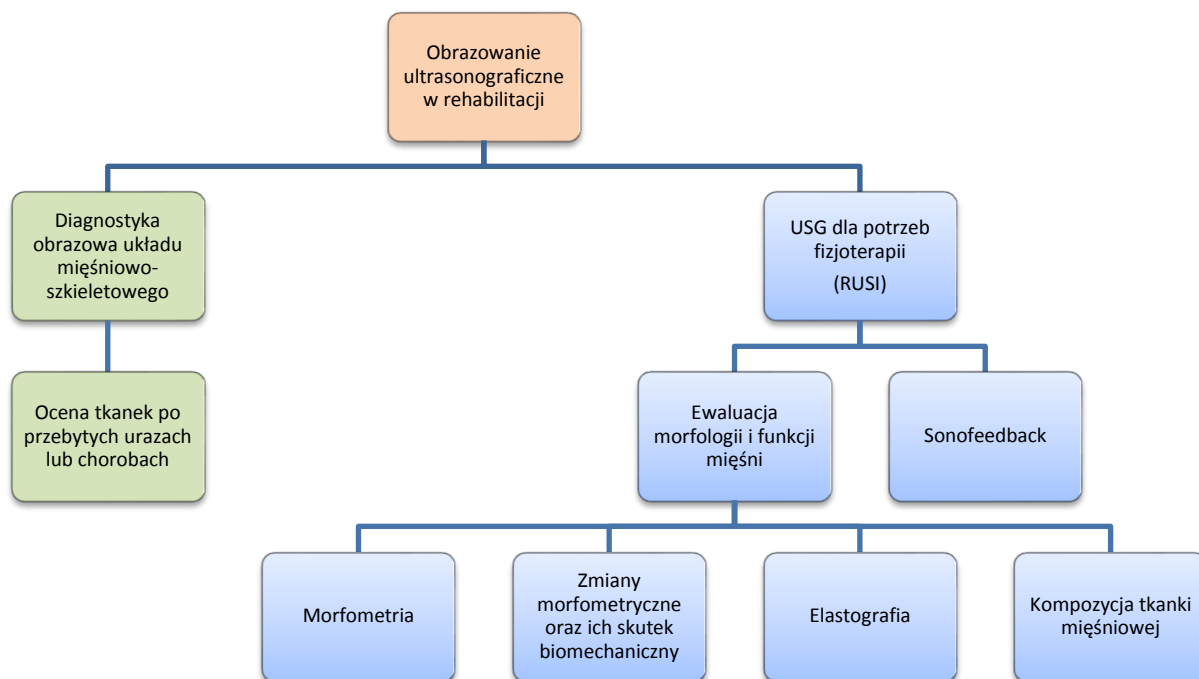 Obrazowanie
ultrasonograficzne
w rehabilitacji
Diagnostyka
obrazowa układu
mięśniowo-
szkieletowego
USG dla potrzeb
fizjoterapii
(RUSI)
Ocena tkanek po
przebytych urazach
lub chorobach
Ewaluacja
morfologii i funkcji
mięśni
Sonofeedback
Morfometria
Zmiany
morfometryczne
oraz ich skutek
biomechaniczny
Elastografia
Kompozycja tkanki
mięśniowej